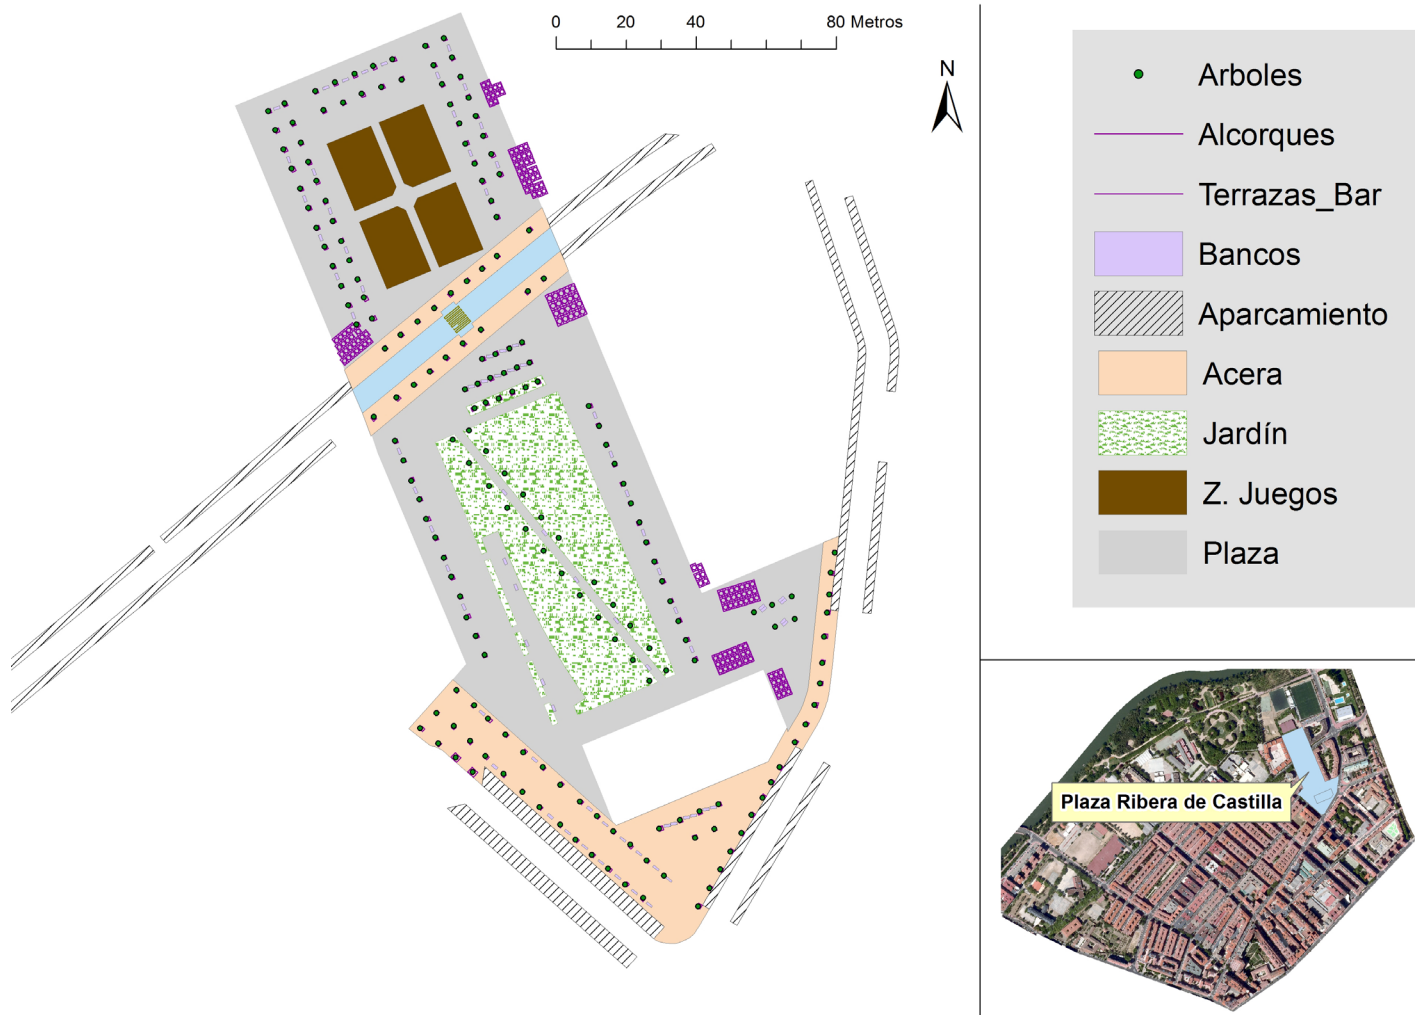 0 20 40 80 Metros
N
Arboles
Alcorques
Terrazas_Bar
Bancos
Aparcamiento
Acera
Jardín
Z. Juegos
Plaza
Plaza Ribera de Castilla